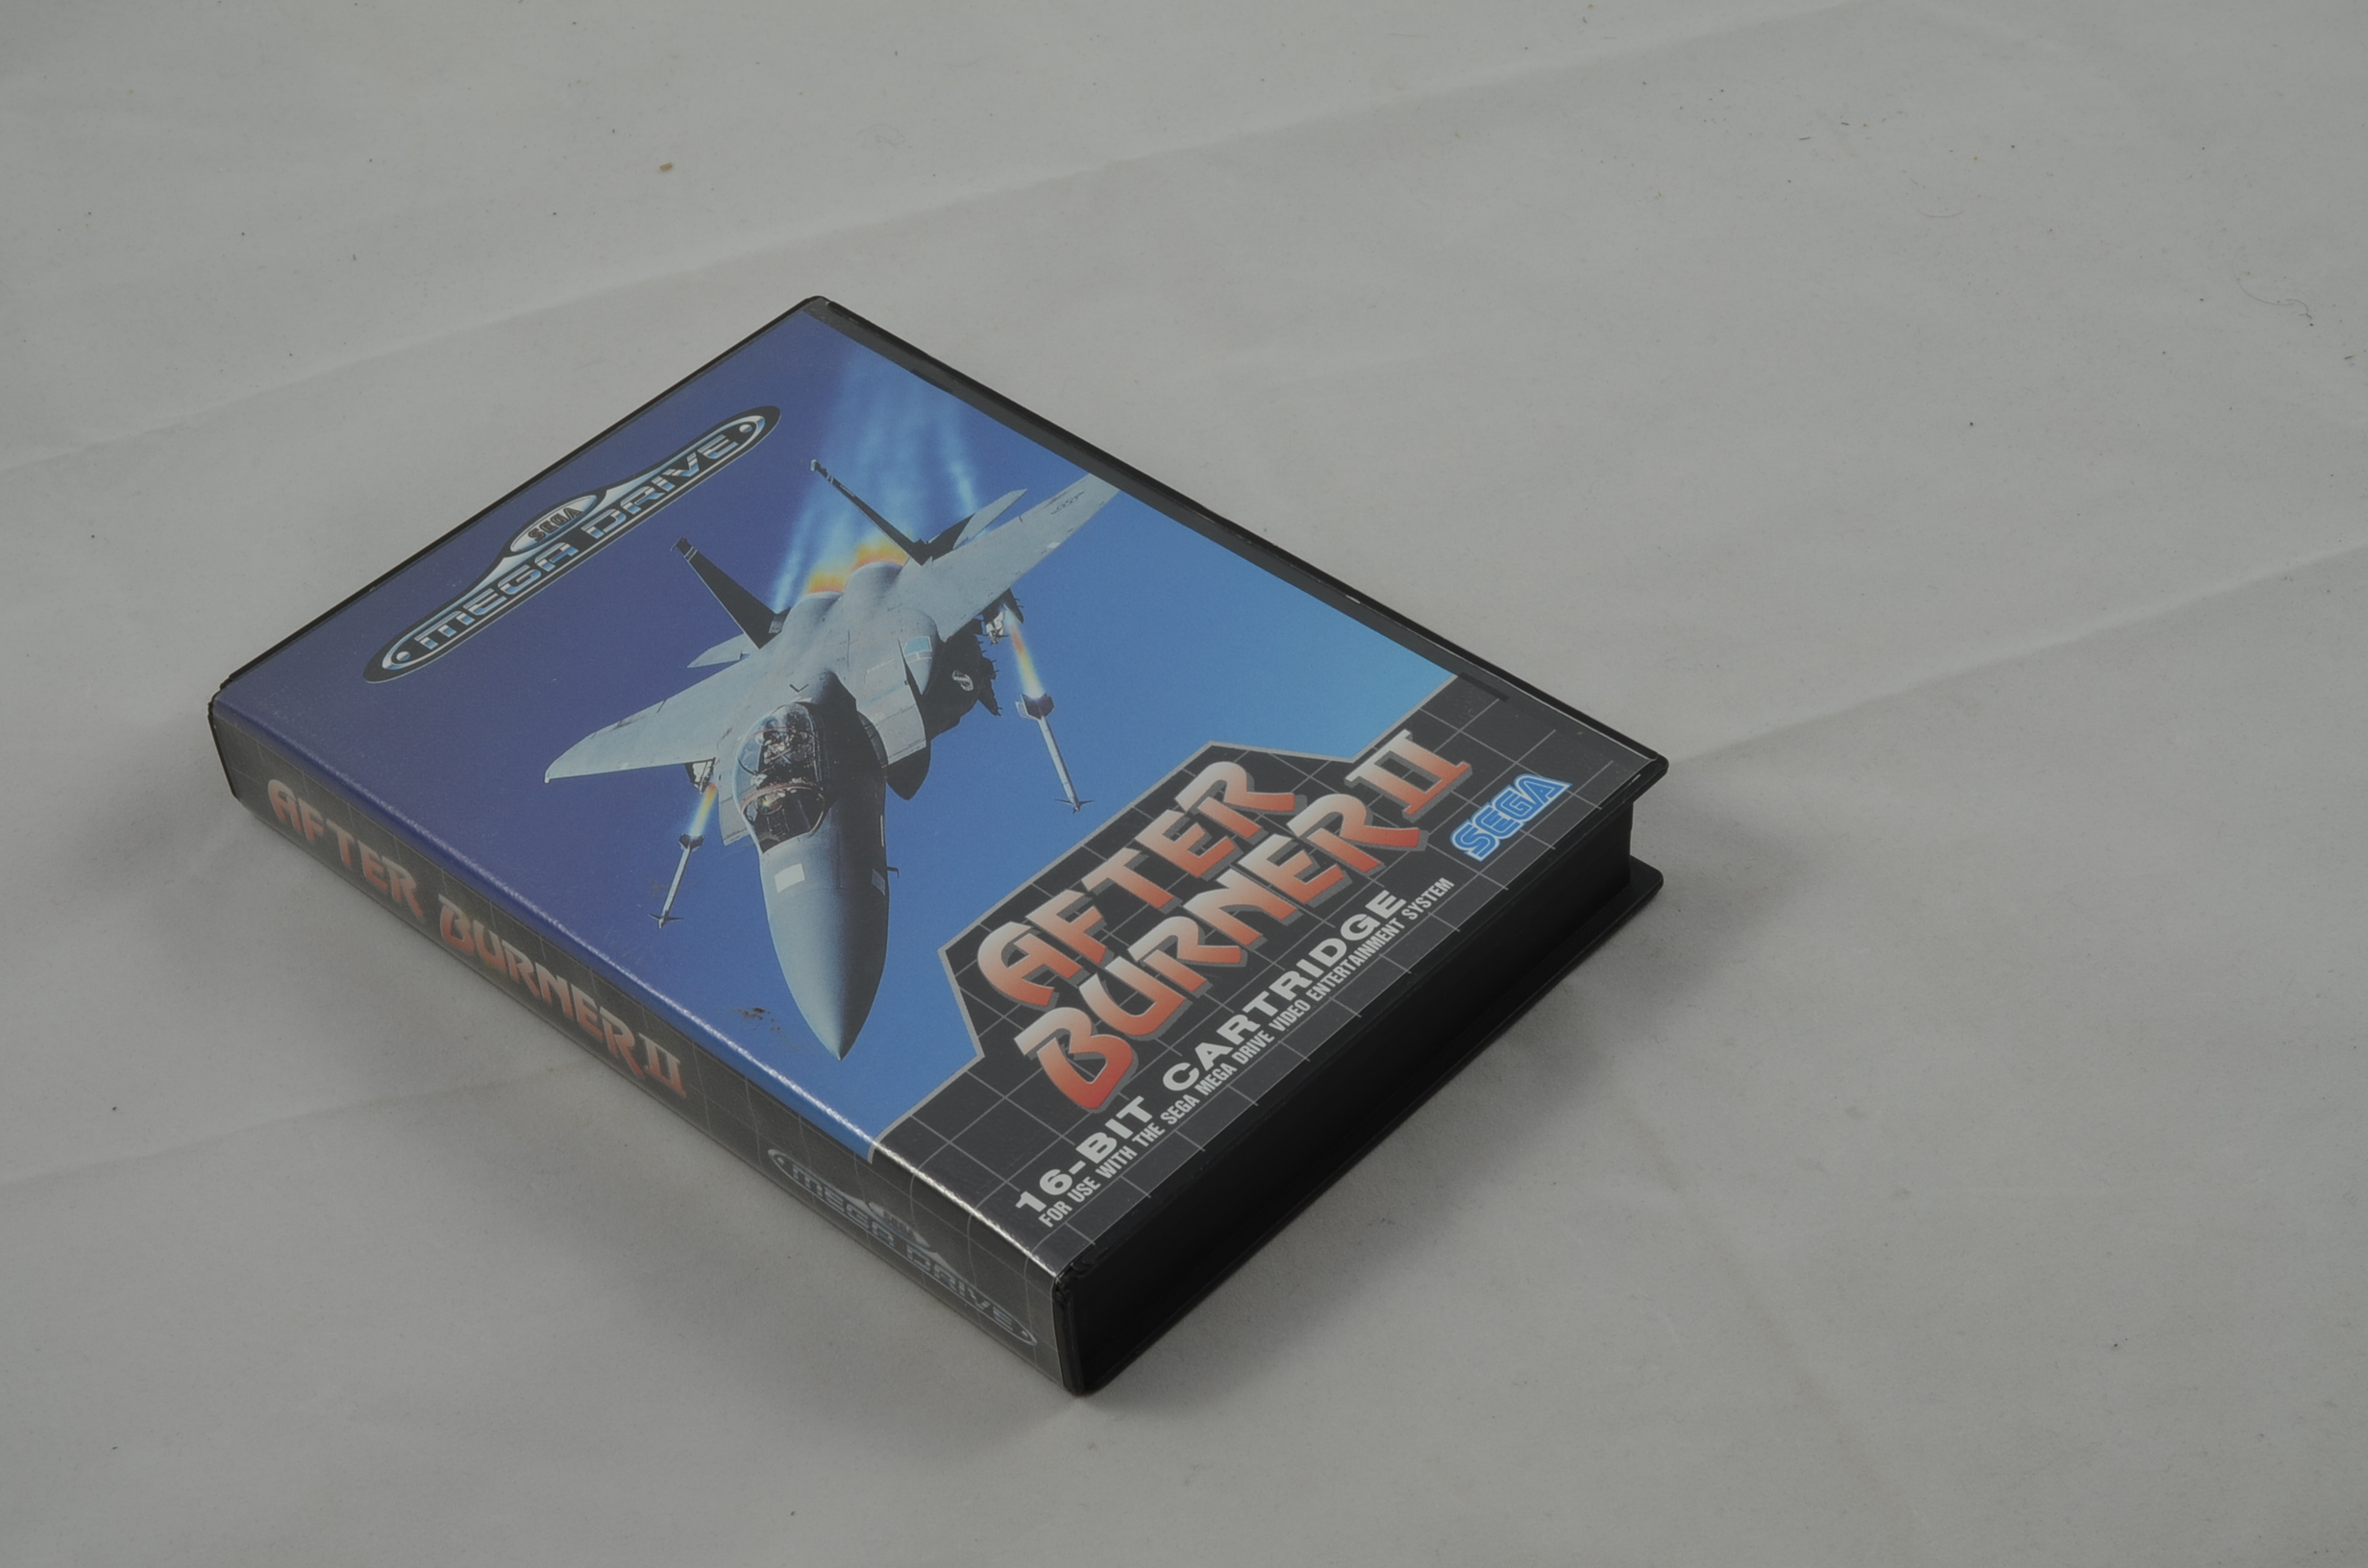 SEGA
MEGA DRIVE
AFTER
BURNER II
SEGA
16-BIT CARTRIDGE
FOR USE WITH THE SEGA MEGA DRIVE VIDEO ENTERTAINMENT SYSTEM
AFTER BURNER II
MEGA DRIVE